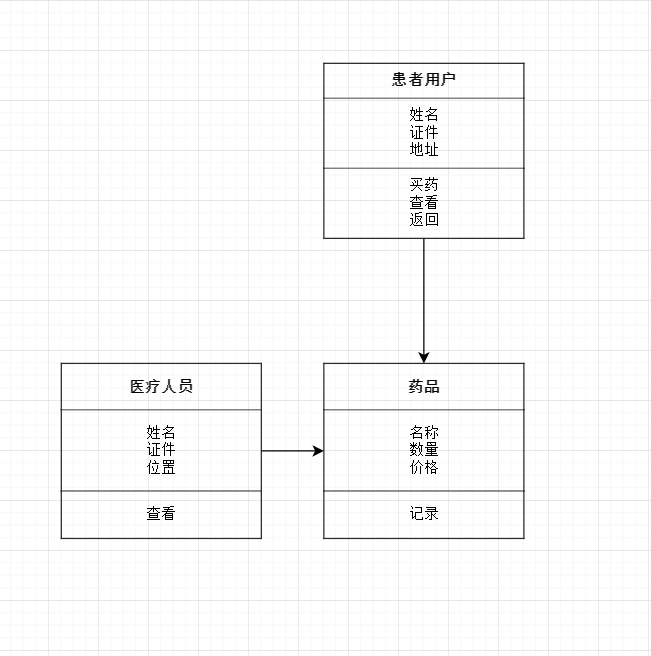 患者用户
姓名
证件
地址
买药
查看
返回
医疗人员
姓名
证件
位置
查看
药品
名称
数量
价格
记录